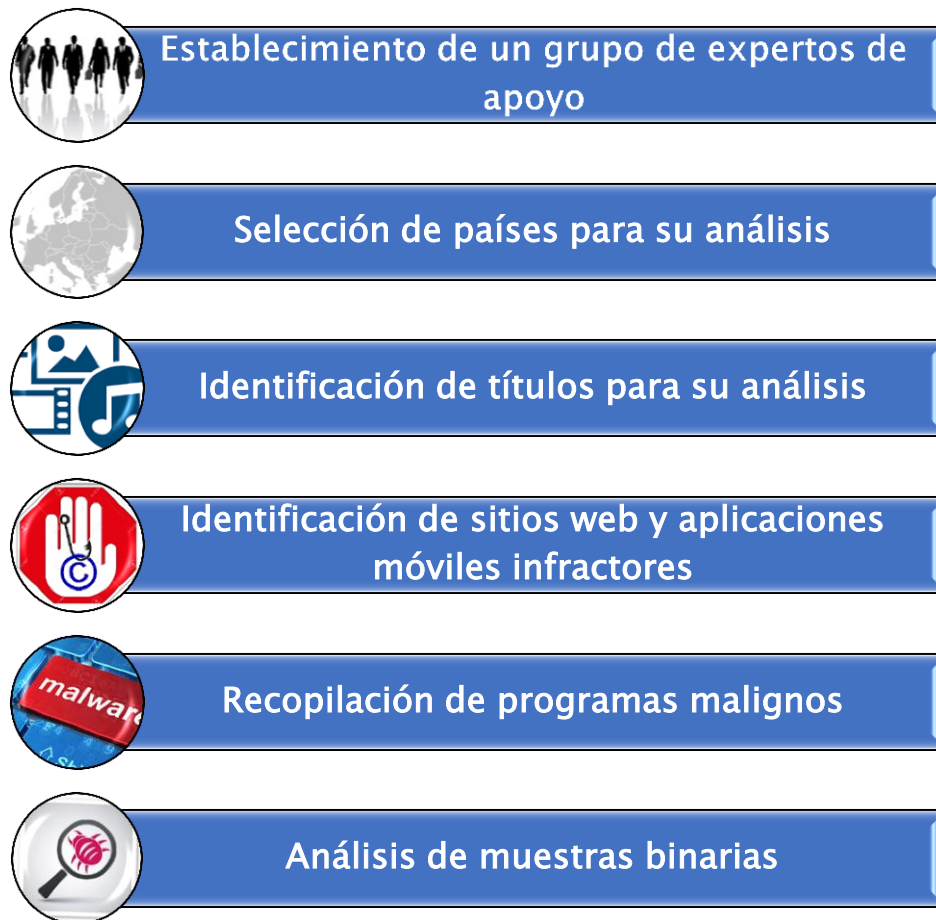 Establecimiento de un grupo de expertos de
apoyo
Selección de países para su análisis
Identificación de títulos para su análisis
©
Identificación de sitios web y aplicaciones
móviles infractores
malware
Recopilación de programas malignos
Análisis de muestras binarias